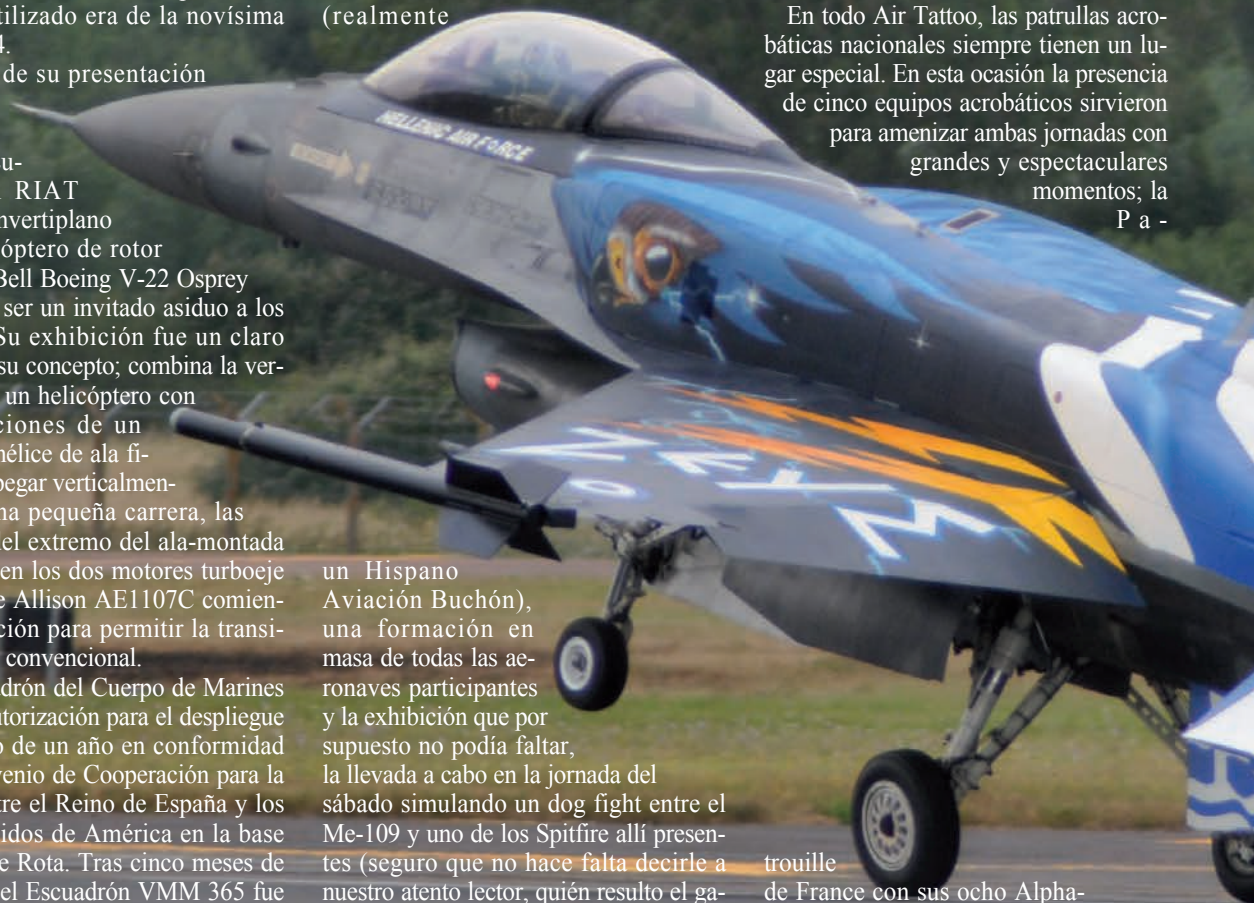 tilizado era de la novísima
4.
de su presentación
u-
RIAT
nvertiplano
cóptero de rotor
Bell Boeing V-22 Osprey
ser un invitado asiduo a los
Su exhibición fue un claro
su concepto; combina la ver-
un helicóptero con
ciones de un
hélice de ala fi-
pegar verticalmen-
na pequeña carrera, las
del extremo del ala-montada
en los dos motores turboeje
e Allison AE1107C comien-
ción para permitir la transi-
convencional.
adrón del Cuerpo de Marines
utorización para el despliegue
o de un año en conformidad
venio de Cooperación para la
tre el Reino de España y los
idos de América en la base
e Rota. Tras cinco meses de
el Escuadrón VMM 365 fue
(realmente
un Hispano
Aviación Buchón),
una formación en
masa de todas las ae-
ronaves participantes
y la exhibición que por
supuesto no podía faltar,
la llevada a cabo en la jornada del
sábado simulando un dog fight entre el
Me-109 y uno de los Spitfire allí presen-
tes (seguro que no hace falta decirle a
nuestro atento lector, quién resulto el ga-
En todo Air Tattoo, las patrullas acro-
báticas nacionales siempre tienen un lu-
gar especial. En esta ocasión la presencia
de cinco equipos acrobáticos sirvieron
para amenizar ambas jornadas con
grandes y espectaculares
momentos; la
Pa-
trouille
de France con sus ocho Alpha-
HELLENIC AIR FORCE